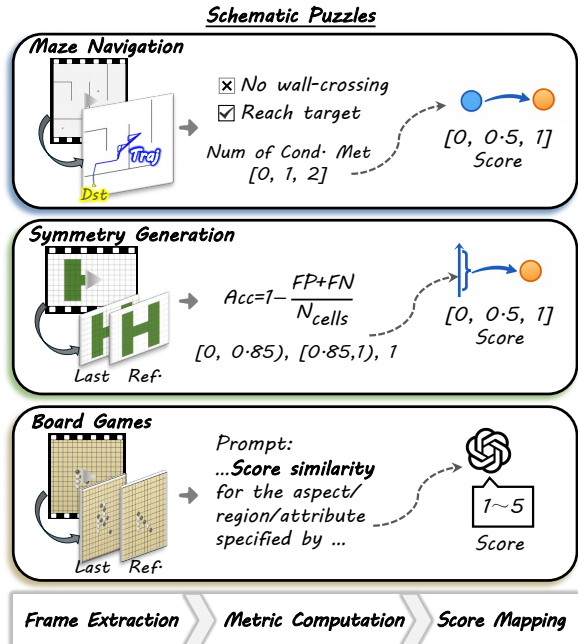 Schematic Puzzles
Maze Navigation
No wall-crossing
Reach target
Num of Cond. Met
[0, 1, 2]
Traj
Dst
[0, 0.5, 1]
Score
Symmetry Generation
Acc=1-
FP+FN
Ncells
[0, 0.85), [0.85,1), 1
Last Ref.
[0, 0.5, 1]
Score
Board Games
Prompt:
...Score similarity
for the aspect/
region/attribute
specified by ...
Last Ref.
1~5
Score
Frame Extraction Metric Computation Score Mapping